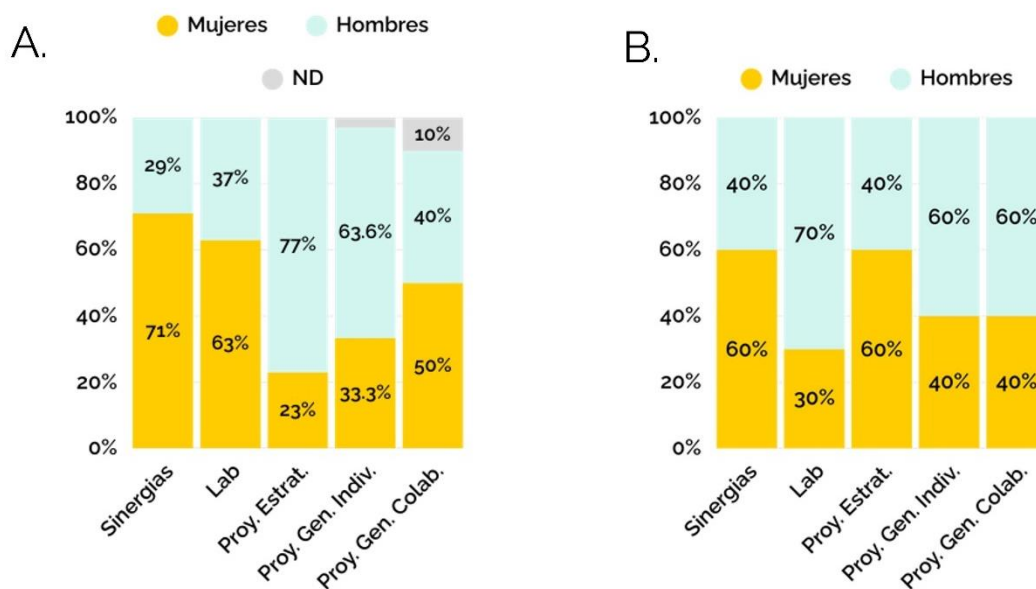 A.
Mujeres Hombres
ND
100%
80%
60%
40%
20%
0%
29%
71%
37%
63%
77%
23%
63.6%
33.3%
10%
40%
50%
Sinergias
Lab
Proy. Estrat.
Proy. Gen. Indiv.
Proy. Gen. Colab.
B.
Mujeres Hombres
100%
80%
60%
40%
20%
0%
40%
60%
70%
30%
40%
60%
60%
40%
60%
40%
Sinergias
Lab
Proy. Estrat.
Proy. Gen. Indiv.
Proy. Gen. Colab.